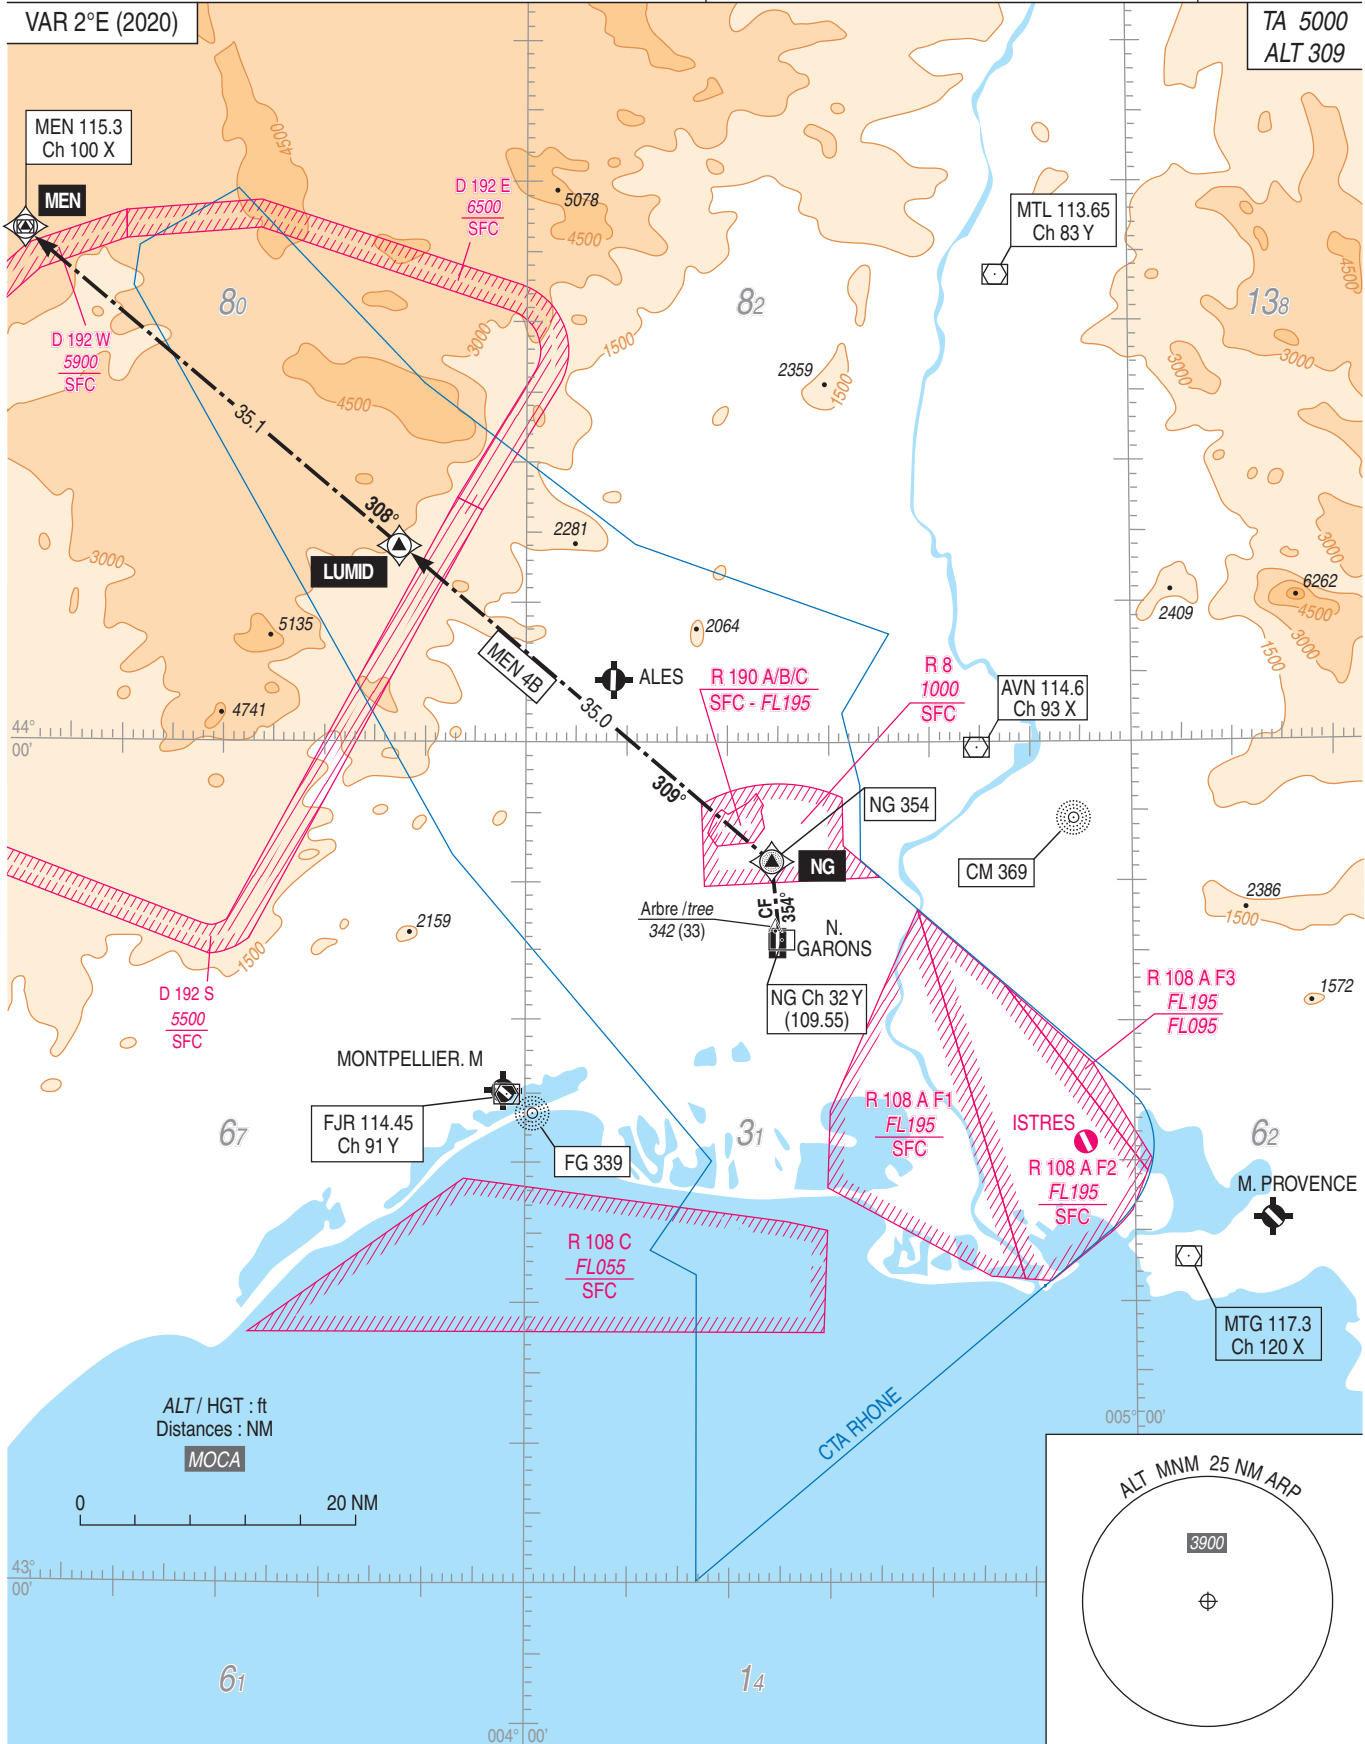 VAR 2°E (2020)
TA 5000
ALT 309
MEN 115.3
Ch 100 X
MEN
4500
D 192 E
6500
SFC
5078
4500
MTL 113.65
Ch 83 Y
4500
80
82
138
D 192 W
5900
SFC
3000
1500
3000
3000
2359
1500
4500
35.1
308°
2281
3000
LUMID
3000
6262
4500
2409
3000
1500
5135
2064
MEN 4B
ALES
R 190 A/B/C
SFC - FL195
R 8
1000
SFC
AVN 114.6
Ch 93 X
4741
35.0
44°
00'
309°
NG 354
CM 369
NG
CF
354°
Arbre /tree
342 (33)
N.
GARONS
2386
1500
2159
1500
NG Ch 32 Y
(109.55)
D 192 S
5500
SFC
R 108 A F3
FL195
FL095
1572
MONTPELLIER. M
FJR 114.45
Ch 91 Y
FG 339
R 108 A F1
FL195
SFC
ISTRES
R 108 A F2
FL195
SFC
67
31
62
M. PROVENCE
R 108 C
FL055
SFC
MTG 117.3
Ch 120 X
ALT / HGT : ft
Distances : NM
MOCA
0 20 NM
CTA RHONE
005° 00'
ALT MNM 25 NM ARP
3900
43°
00'
61
14
004° 00'